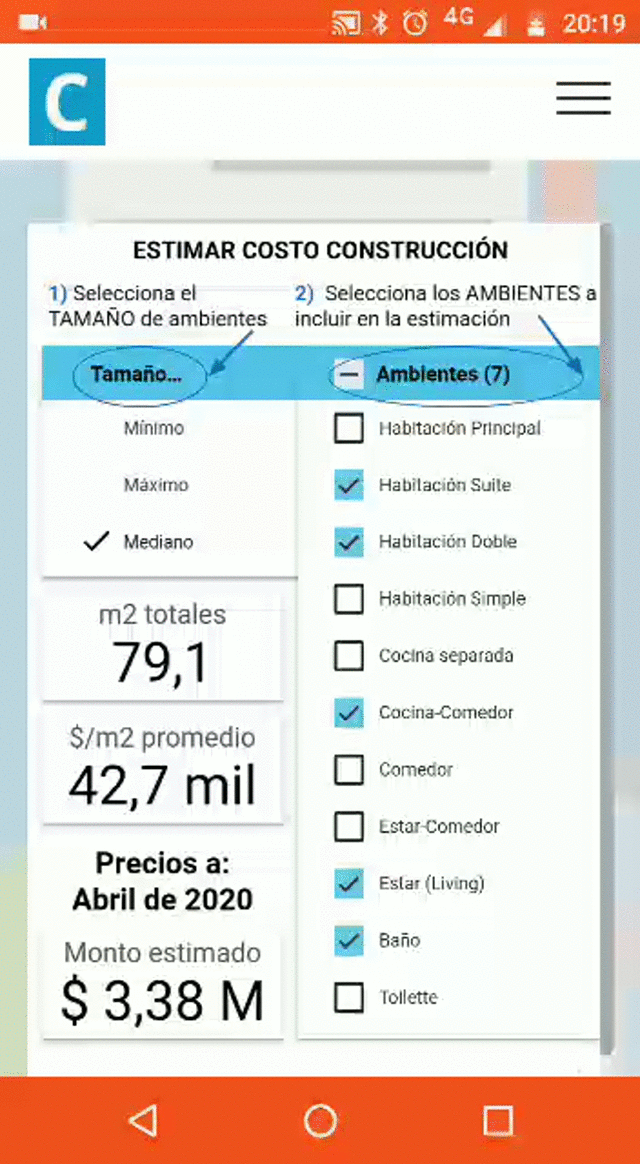 4G 20:19
C
ESTIMAR COSTO CONSTRUCCIÓN
1) Selecciona el
TAMAÑO de ambientes
2) Selecciona los AMBIENTES a
incluir en la estimación
Tamaño...
Mínimo
Máximo
Mediano
m2 totales
79,1
$/m2 promedio
42,7 mil
Precios a:
Abril de 2020
Monto estimado
$ 3,38 M
Ambientes (7)
Habitación Principal
Habitación Suite
Habitación Doble
Habitación Simple
Cocina separada
Cocina-Comedor
Comedor
Estar-Comedor
Estar (Living)
Baño
Toilette